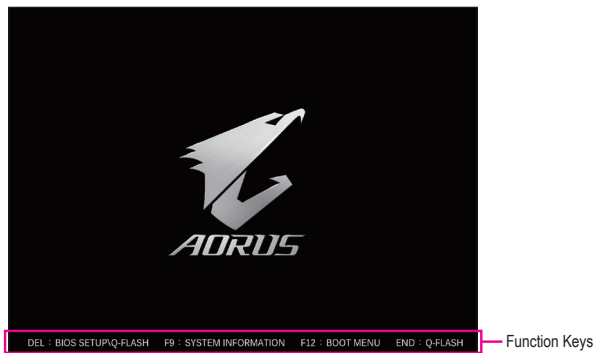 AORUS
DEL : BIOS SETUP\Q-FLASH F9 : SYSTEM INFORMATION F12 : BOOT MENU END : Q-FLASH
Function Keys